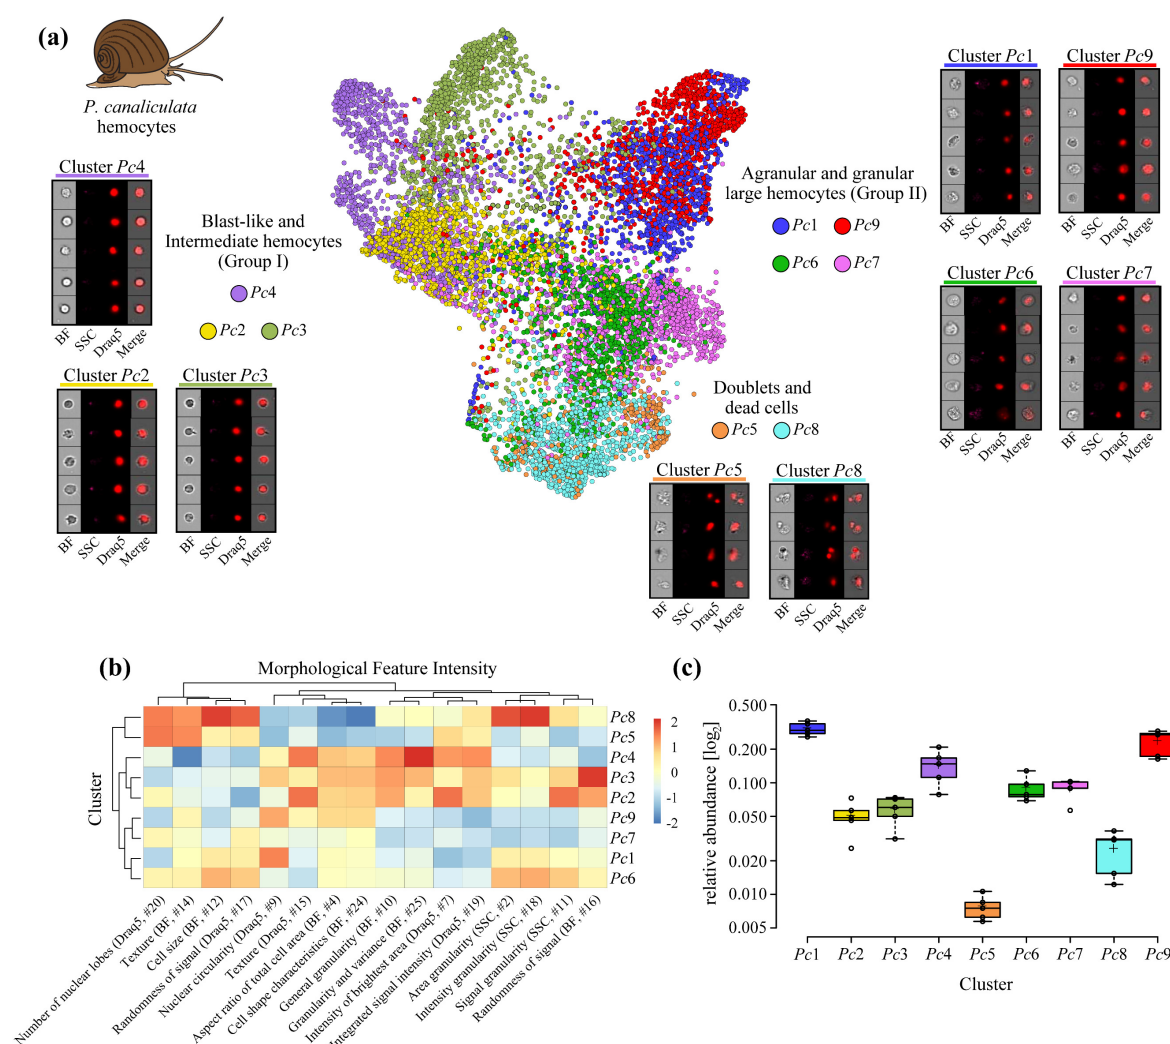 (a)
P. canaliculata
hemocytes
Cluster Pc4
BF
SSC
Draq5
Merge
Blast-like and
Intermediate hemocytes
(Group I)
Pc4
Pc2
Pc3
Cluster Pc2
BF
SSC
Draq5
Merge
Cluster Pc3
BF
SSC
Draq5
Merge
Agranular and granular
large hemocytes (Group II)
Pc1
Pc9
Pc6
Pc7
Cluster Pc1
BF
SSC
Draq5
Merge
Cluster Pc9
BF
SSC
Draq5
Merge
Cluster Pc6
BF
SSC
Draq5
Merge
Cluster Pc7
BF
SSC
Draq5
Merge
Doublets and
dead cells
Pc5
Pc8
Cluster Pc5
BF
SSC
Draq5
Merge
Cluster Pc8
BF
SSC
Draq5
Merge
(b)
Morphological Feature Intensity
Cluster
Pc8
Pc5
Pc4
Pc3
Pc2
Pc9
Pc7
Pc1
Pc6
2
1
0
-1
-2
Number of nuclear lobes (Draq5, #20)
Texture (BF, #14)
Cell size (BF, #12)
Randomness of signal (Draq5, #17)
Nuclear circularity (Draq5, #9)
Texture (Draq5, #15)
Aspect ratio of total cell area (BF, #4)
Cell shape characteristics (BF, #24)
General granularity (BF, #10)
Granularity and variance (BF, #25)
Intensity of brightest area (Draq5, #7)
Integrated signal intensity (Draq5, #19)
Area granularity (SSC, #2)
Intensity granularity (SSC, #18)
Signal granularity (SSC, #11)
Randomness of signal (BF, #16)
(c)
relative abundance [log2]
0.500
0.200
0.100
0.050
0.020
0.010
0.005
Pc1
Pc2
Pc3
Pc4
Pc5
Pc6
Pc7
Pc8
Pc9
Cluster